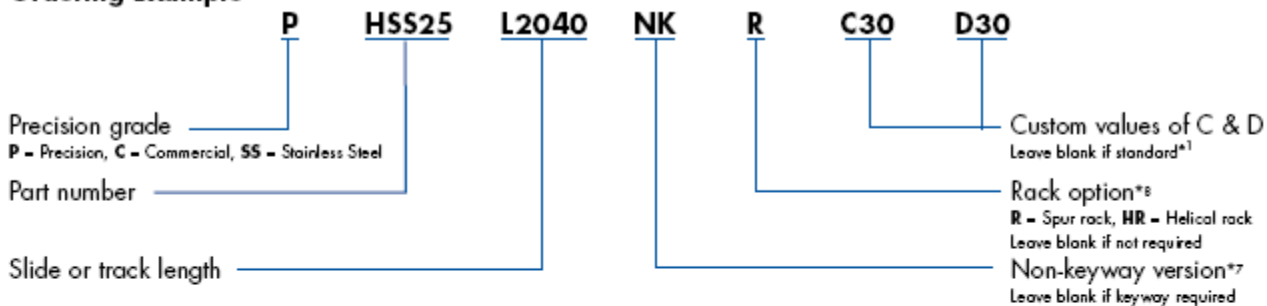 P HSS25 L2040 NK R C30 D30
Precision grade
P = Precision, C = Commercial, SS = Stainless Steel
Part number
Slide or track length
Custom values of C & D
Leave blank if standard*1
Rack option*8
R = Spur rack, HR = Helical rack
Leave blank if not required
Non-keyway version*7
Leave blank if keyway required